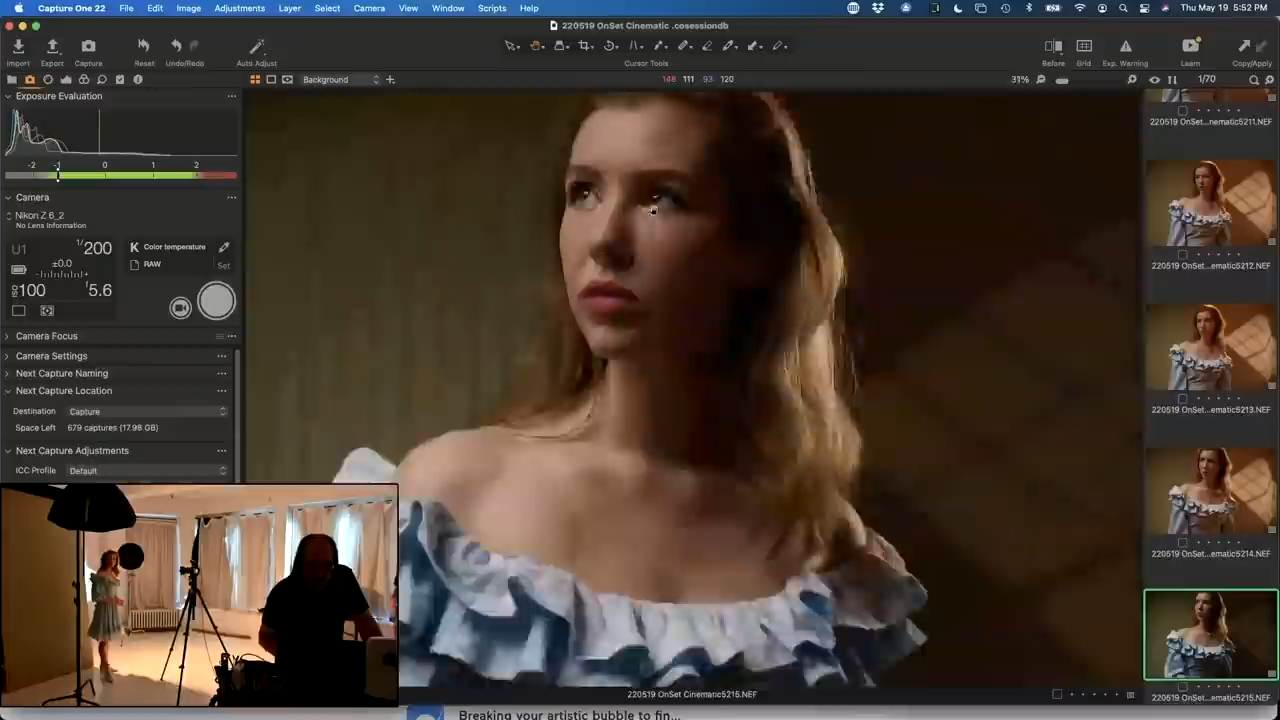 Capture One 22 File Edit Image Adjustments Layer Select Camera View Window Scripts Help Thu May 19 5:52 PM
220519 OnSet Cinematic .cosessiondb
Import Export Capture Reset Undo/Redo Auto Adjust Cursor Tools Before Grid Exp. Warning Learn Copy/Apply
Background 148 111 93 120 31% 1/70
Exposure Evaluation
-2 -1 0 1 2
Camera
Nikon Z 6_2
No Lens Information
U1 1/200 K Color temperature
±0.0 RAW Set
ISO 100 f5.6
Camera Focus
Camera Settings
Next Capture Naming
Next Capture Location
Destination Capture
Space Left 679 captures (17.98 GB)
Next Capture Adjustments
ICC Profile Default
220519 OnSet...nematic5211.NEF
220519 OnSet...ematic5212.NEF
220519 OnSet...ematic5213.NEF
220519 OnSet...ematic5214.NEF
220519 OnSet...ematic5215.NEF
220519 OnSet Cinematic5215.NEF
Breaking your artistic bubble to fin...